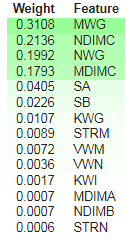 Weight Feature
0.3108 MWG
0.2136 NDIMC
0.1992 NWG
0.1793 MDIMC
0.0405 SA
0.0226 SB
0.0107 KWG
0.0089 STRM
0.0072 VWM
0.0036 VWN
0.0017 KWI
0.0007 MDIMA
0.0007 NDIMB
0.0006 STRN